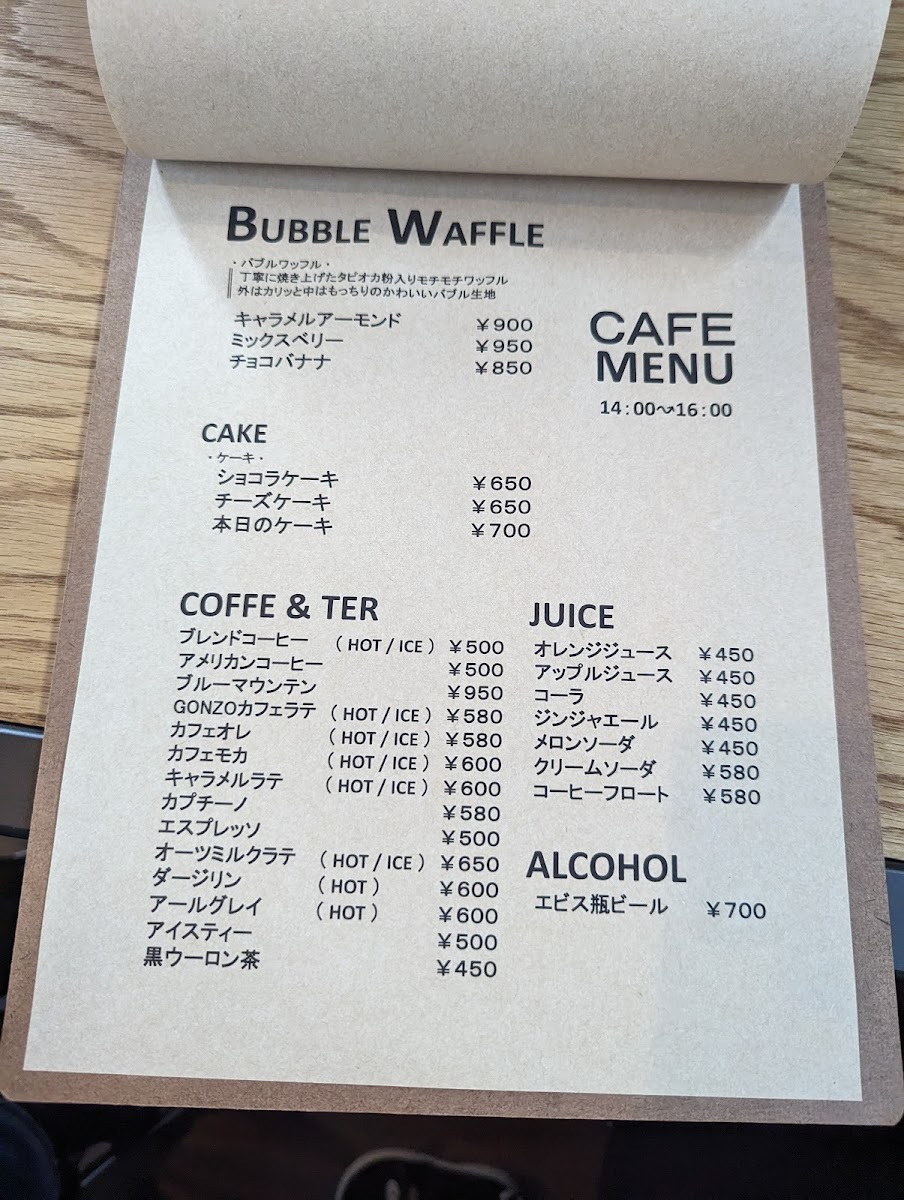 BUBBLE WAFFLE
・バブルワッフル・
丁寧に焼き上げたタピオカ粉入りモチモチワッフル
外はカリッと中はもっちりのかわいいバブル生地
キャラメルアーモンド ￥900
ミックスベリー ￥950
チョコバナナ ￥850
CAFE
MENU
14:00〜16:00
CAKE
・ケーキ・
ショコラケーキ ￥650
チーズケーキ ￥650
本日のケーキ ￥700
COFFE & TER
ブレンドコーヒー ( HOT / ICE ) ￥500
アメリカンコーヒー ￥500
ブルーマウンテン ￥950
GONZOカフェラテ ( HOT / ICE ) ￥580
カフェオレ ( HOT / ICE ) ￥580
カフェモカ ( HOT / ICE ) ￥600
キャラメルラテ ( HOT / ICE ) ￥600
カプチーノ ￥580
エスプレッソ ￥500
オーツミルクラテ ( HOT / ICE ) ￥650
ダージリン ( HOT ) ￥600
アールグレイ ( HOT ) ￥600
アイスティー ￥500
黒ウーロン茶 ￥450
JUICE
オレンジジュース ￥450
アップルジュース ￥450
コーラ ￥450
ジンジャエール ￥450
メロンソーダ ￥450
クリームソーダ ￥580
コーヒーフロート ￥580
ALCOHOL
エビス瓶ビール ￥700